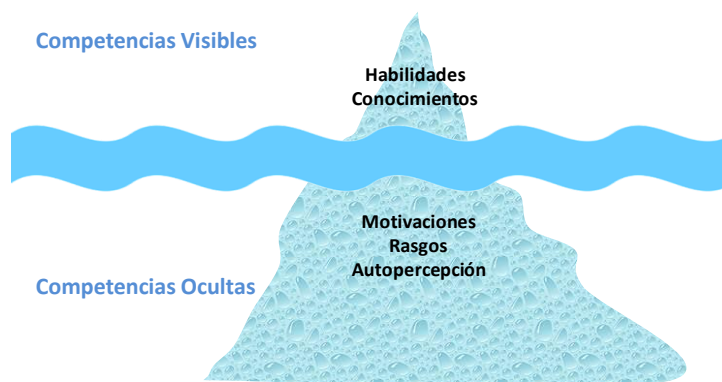 Competencias Visibles
Habilidades
Conocimientos
Motivaciones
Rasgos
Autopercepción
Competencias Ocultas